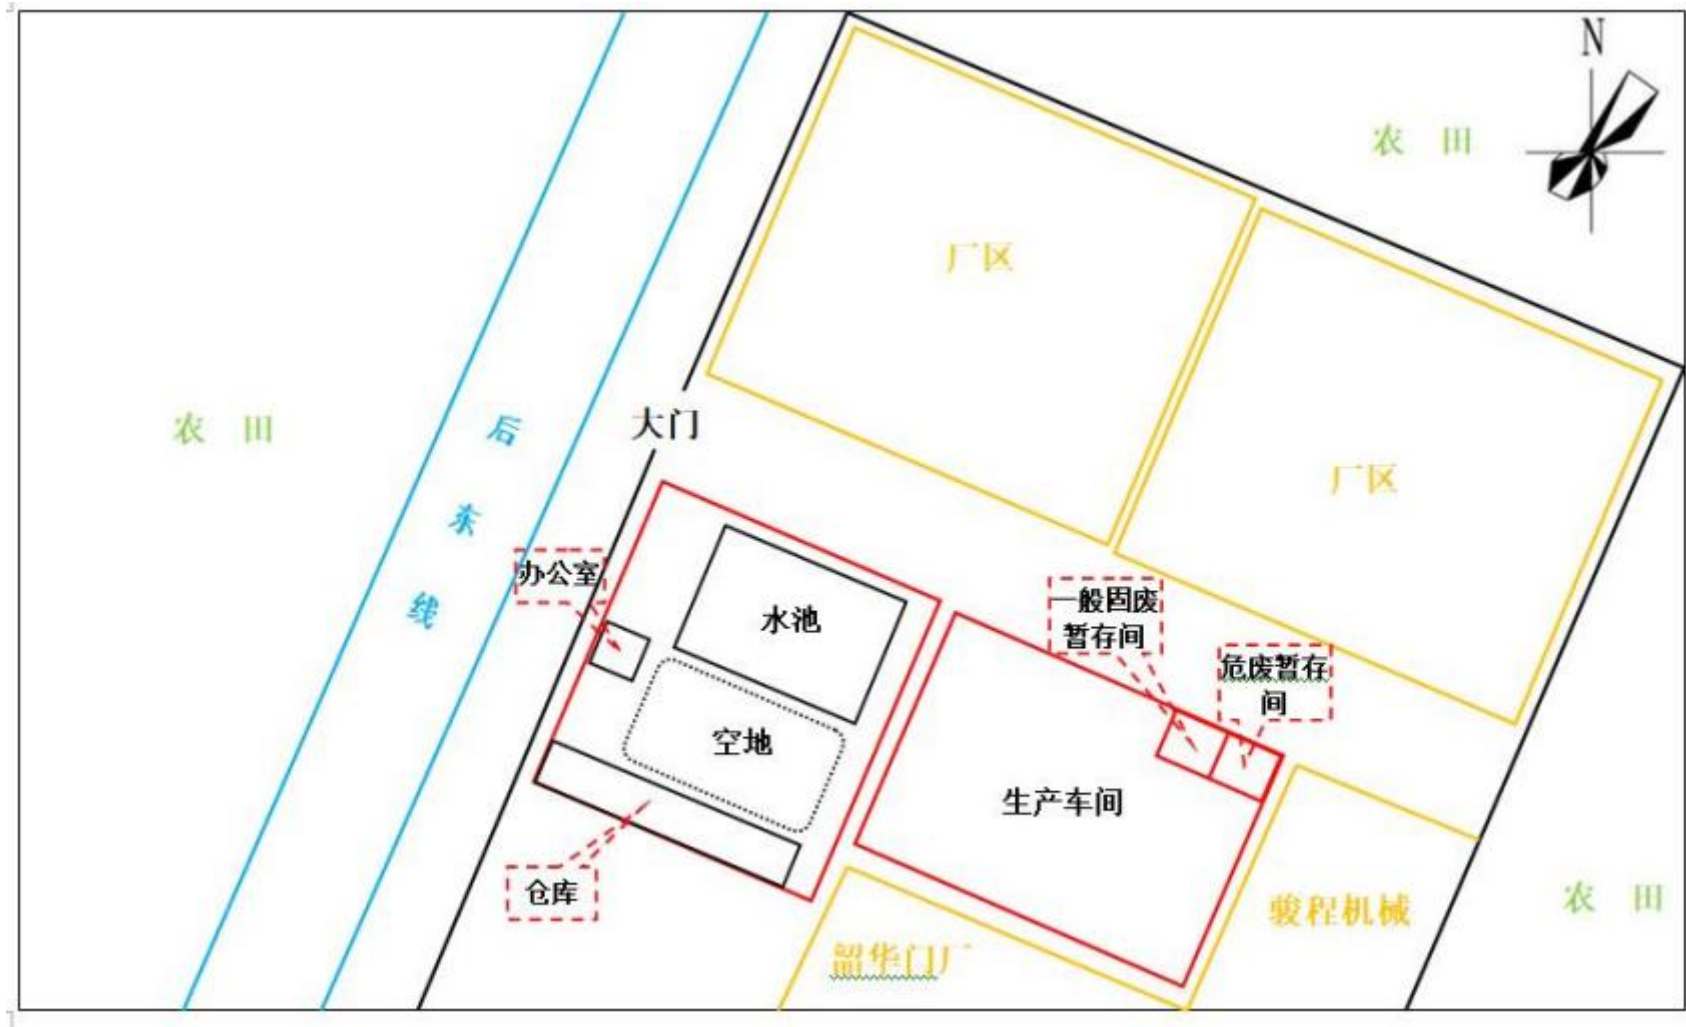 N
农 田
厂区
大门
农 田
后
东
线
厂区
办公室
水池
一般固废
暂存间
危废暂存
间
空地
生产车间
仓库
骏程机械
农 田
韶华门厂